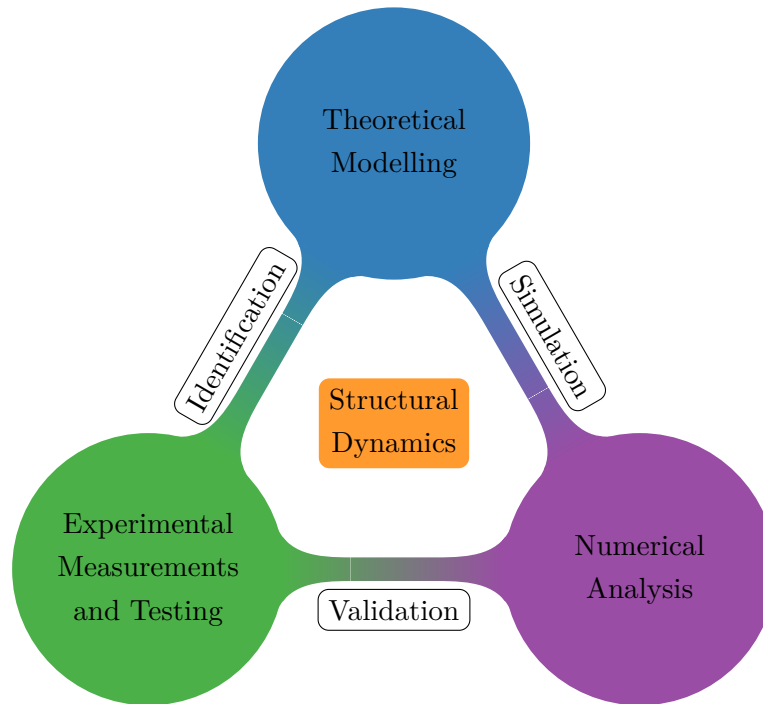 Theoretical
Modelling
Identification
Simulation
Structural
Dynamics
Experimental
Measurements
and Testing
Numerical
Analysis
Validation